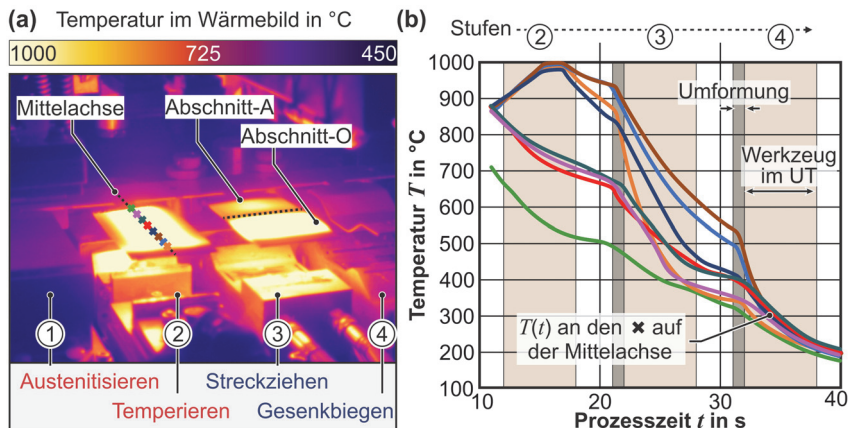 (a) Temperatur im Wärmebild in °C
1000 725 450
Mittelachse
Abschnitt-A
Abschnitt-O
1 2 3 4
Austenitisieren Streckziehen
Temperieren Gesenkbiegen
(b)
Stufen 2 3 4
Temperatur T in °C
1000
900
800
700
600
500
400
300
200
100
Umformung
Werkzeug
im UT
T(t) an den × auf
der Mittelachse
10 20 30 40
Prozesszeit t in s